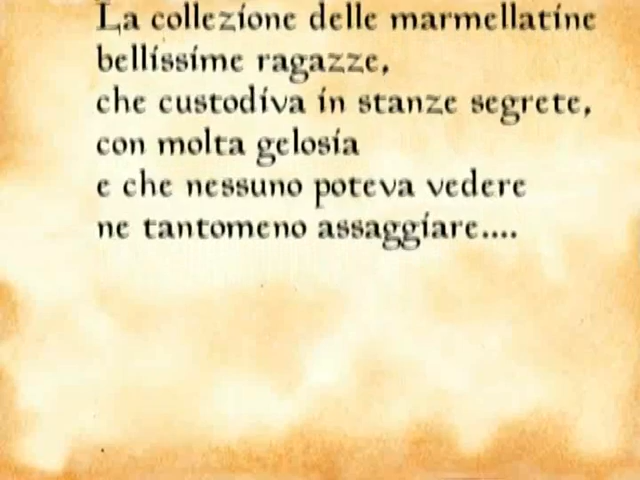 La collezione delle marmellatine
bellissime ragazze,
che custodiva in stanze segrete,
con molta gelosia
e che nessuno poteva vedere
ne tantomeno assaggiare....